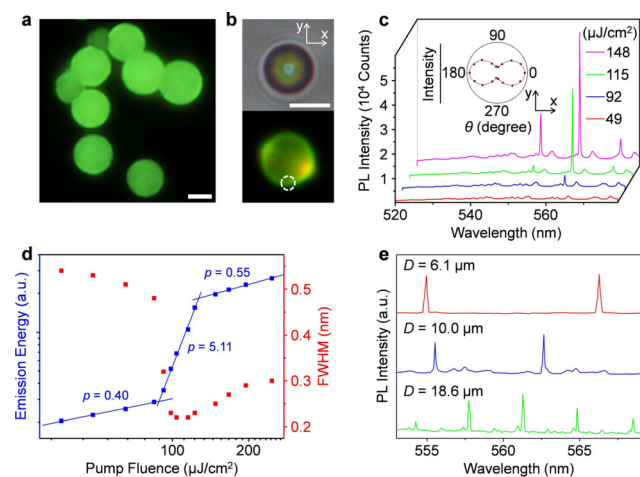 a
b
y
x
c
(µJ/cm²)
148
115
92
49
90
180
0
270
θ (degree)
Intensity
y
x
PL Intensity (10⁴ Counts)
5
4
3
2
1
0
520
540
560
Wavelength (nm)
d
Emission Energy (a.u.)
p = 0.55
p = 5.11
p = 0.40
0.5
0.4
0.3
0.2
FWHM (nm)
100
200
Pump Fluence (µJ/cm²)
e
D = 6.1 µm
D = 10.0 µm
D = 18.6 µm
PL Intensity (a.u.)
555
560
565
Wavelength (nm)